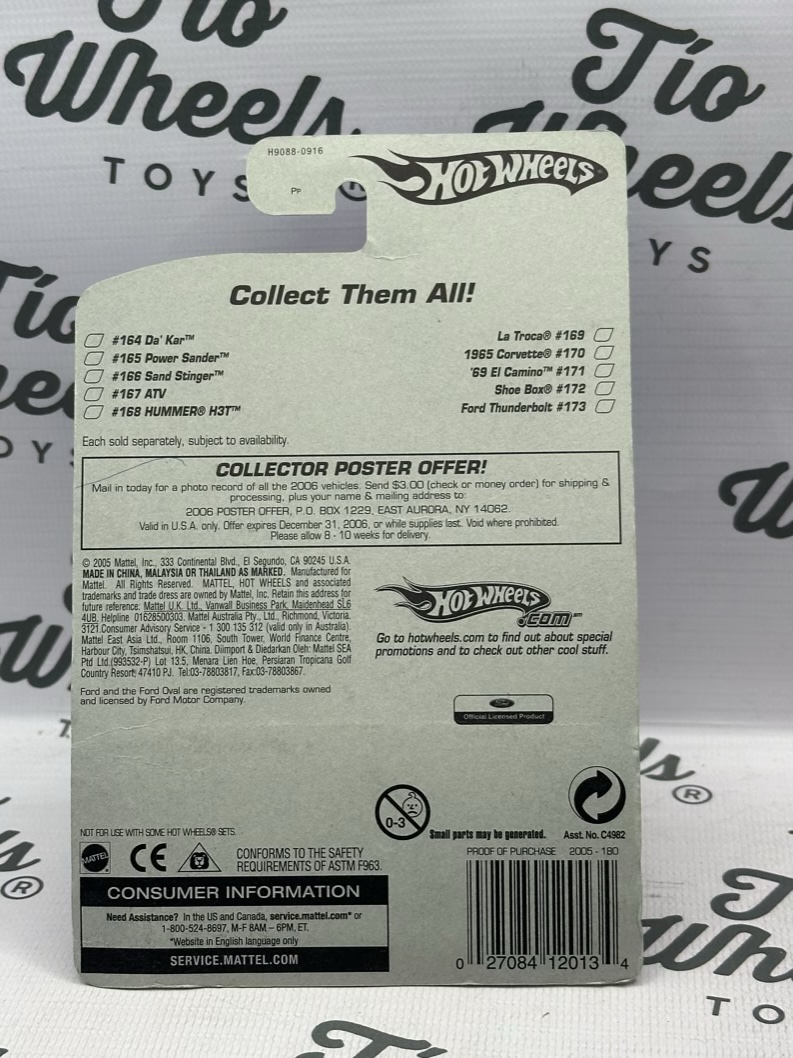 Tío
Wheels
TOYS
Tío
eels
YS
H9088-0916
PP
HOT WHEELS
Collect Them All!
#164 Da' Kar™
#165 Power Sander™
#166 Sand Stinger™
#167 ATV
#168 HUMMER® H3T™
La Troca® #169
1965 Corvette® #170
'69 El Camino™ #171
Shoe Box® #172
Ford Thunderbolt #173
Each sold separately, subject to availability.
COLLECTOR POSTER OFFER!
Mail in today for a photo record of all the 2006 vehicles. Send $3.00 (check or money order) for shipping &
processing, plus your name & mailing address to:
2006 POSTER OFFER, P.O. BOX 1229, EAST AURORA, NY 14062.
Valid in U.S.A. only. Offer expires December 31, 2006, or while supplies last. Void where prohibited.
Please allow 8 - 10 weeks for delivery.
© 2005 Mattel, Inc., 333 Continental Blvd., El Segundo, CA 90245 U.S.A.
MADE IN CHINA, MALAYSIA OR THAILAND AS MARKED. Manufactured for
Mattel. All Rights Reserved. MATTEL, HOT WHEELS and associated
trademarks and trade dress are owned by Mattel, Inc. Retain this address for
future reference: Mattel U.K. Ltd., Vanwall Business Park, Maidenhead SL6
4UB. Helpline 01628500303. Mattel Australia Pty., Ltd., Richmond, Victoria.
3121.Consumer Advisory Service - 1 300 135 312 (valid only in Australia).
Mattel East Asia Ltd., Room 1106, South Tower, World Finance Centre,
Harbour City, Tsimshatsui, HK, China. Diimport & Diedarkan Oleh: Mattel SEA
Ptd Ltd.(993532-P) Lot 13.5, Menara Lien Hoe, Persiaran Tropicana Golf
Country Resort, 47410 PJ. Tel:03-78803817, Fax:03-78803867.
Ford and the Ford Oval are registered trademarks owned
and licensed by Ford Motor Company.
HOT WHEELS
.COM™
Go to hotwheels.com to find out about special
promotions and to check out other cool stuff.
Ford
Official Licensed Product
0-3
Small parts may be generated.
Asst. No. C4982
NOT FOR USE WITH SOME HOT WHEELS® SETS.
MATTEL
CE
CONFORMS TO THE SAFETY
REQUIREMENTS OF ASTM F963.
CONSUMER INFORMATION
Need Assistance? In the US and Canada, service.mattel.com* or
1-800-524-8697, M-F 8AM – 6PM, ET.
*Website in English language only
SERVICE.MATTEL.COM
PROOF OF PURCHASE 2005 - 180
0 27084 12013 4